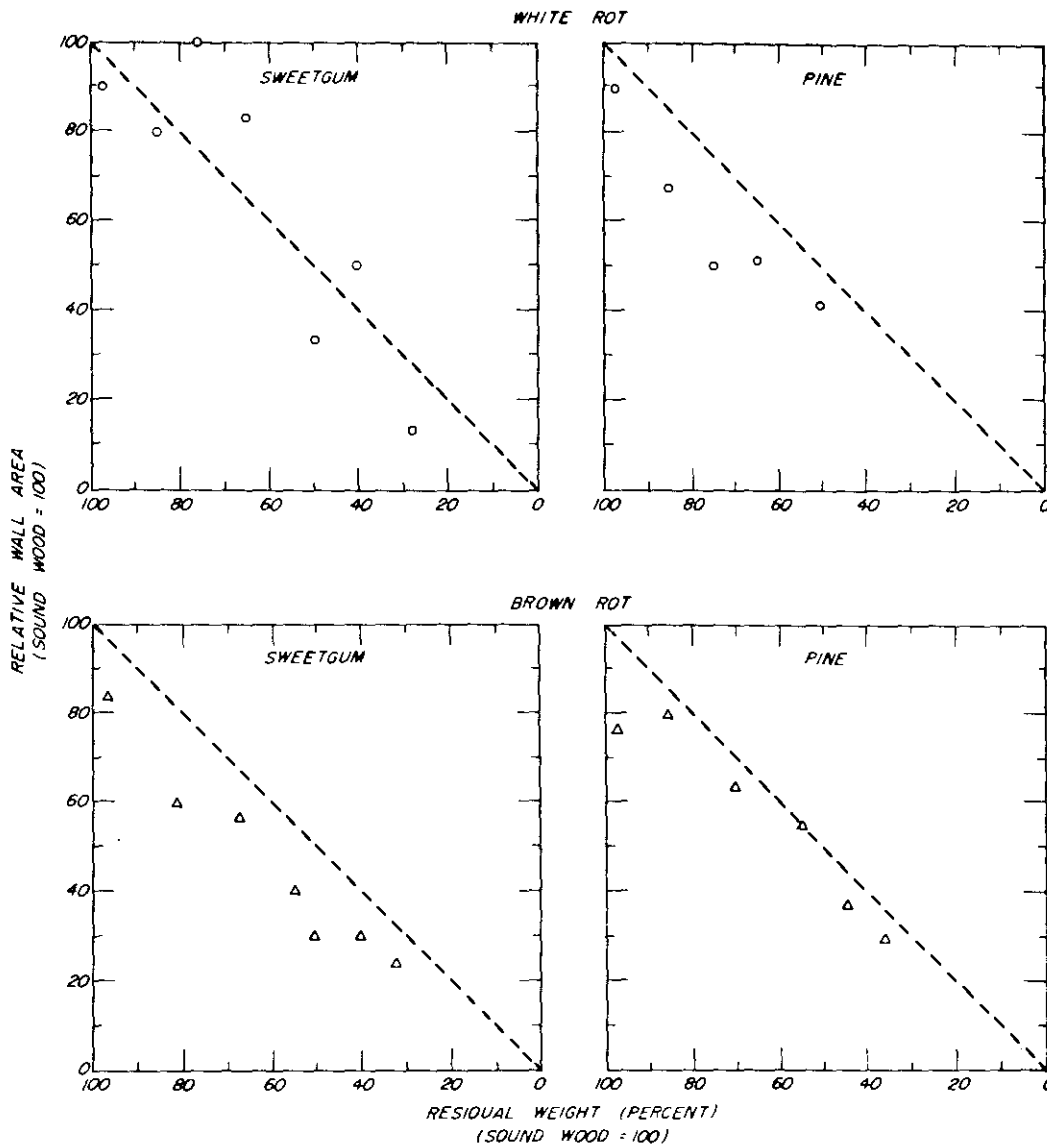 WHITE ROT
SWEETGUM
PINE
100
80
60
40
20
0
100 80 60 40 20 0
100 80 60 40 20 0
RELATIVE WALL AREA
(SOUND WOOD = 100)
BROWN ROT
SWEETGUM
PINE
100
80
60
40
20
0
100 80 60 40 20 0
100 80 60 40 20 0
RESIDUAL WEIGHT (PERCENT)
(SOUND WOOD = 100)